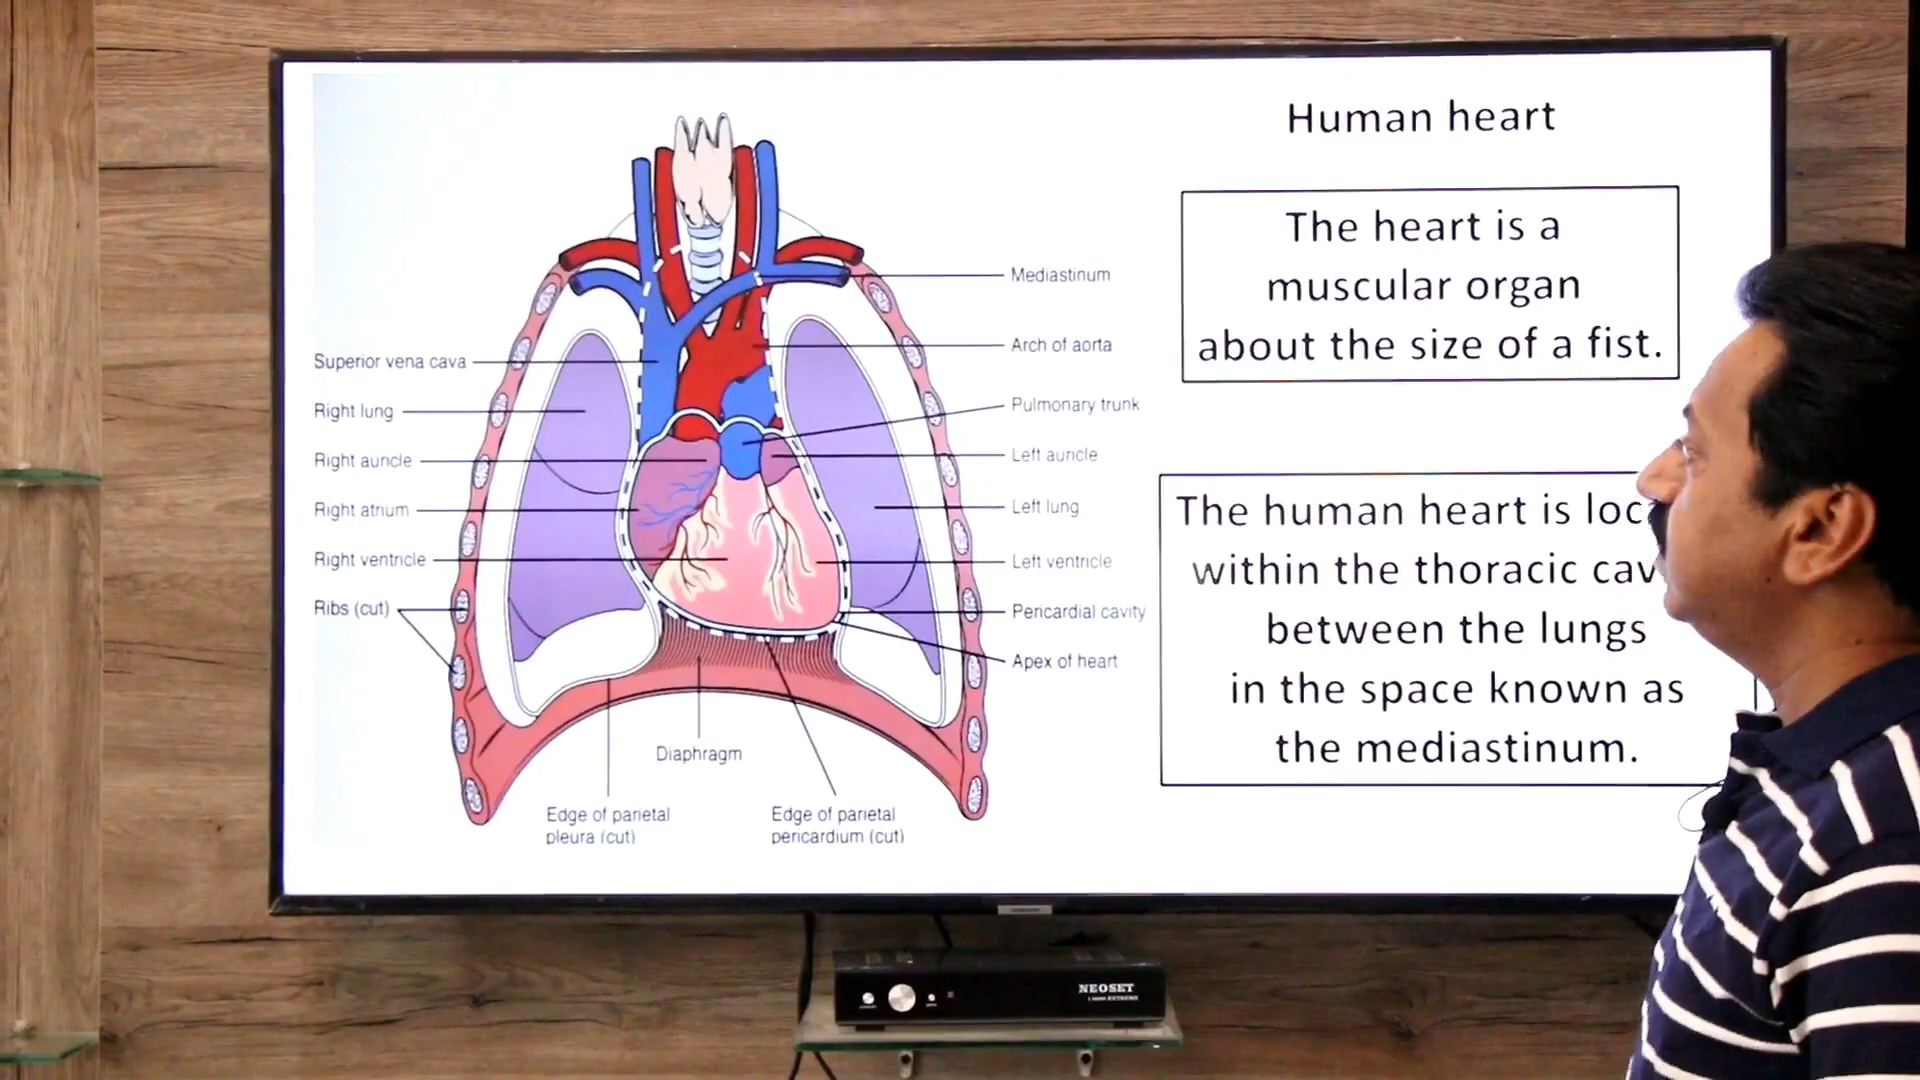 Human heart
The heart is a
muscular organ
about the size of a fist.
The human heart is loc
within the thoracic cav
between the lungs
in the space known as
the mediastinum.
Mediastinum
Arch of aorta
Pulmonary trunk
Left auricle
Left lung
Left ventricle
Pericardial cavity
Apex of heart
Superior vena cava
Right lung
Right auricle
Right atrium
Right ventricle
Ribs (cut)
Diaphragm
Edge of parietal
pleura (cut)
Edge of parietal
pericardium (cut)
NEOSET